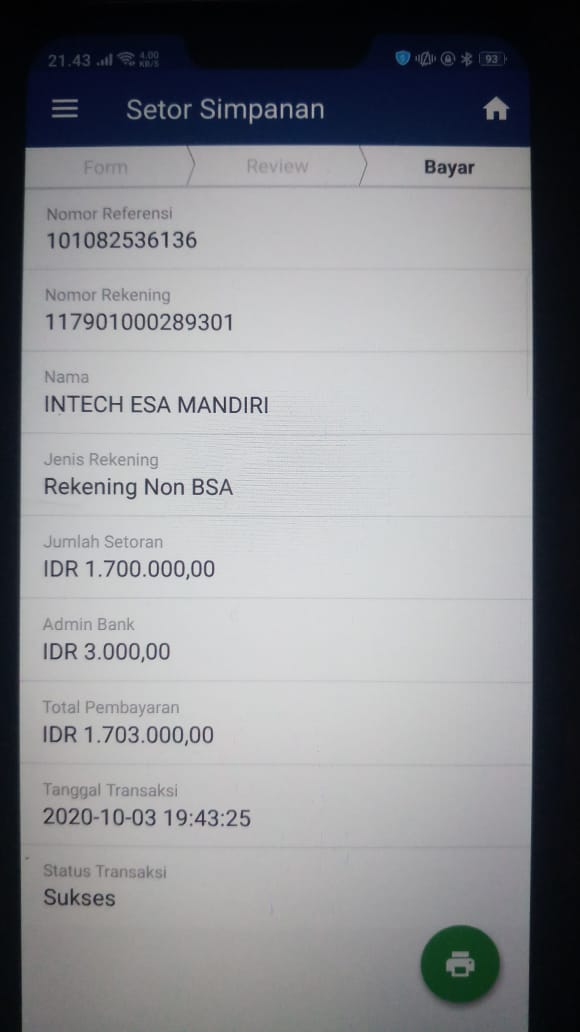 21.43 4.00 KB/S 93
Setor Simpanan
Form Review Bayar
Nomor Referensi
101082536136
Nomor Rekening
117901000289301
Nama
INTECH ESA MANDIRI
Jenis Rekening
Rekening Non BSA
Jumlah Setoran
IDR 1.700.000,00
Admin Bank
IDR 3.000,00
Total Pembayaran
IDR 1.703.000,00
Tanggal Transaksi
2020-10-03 19:43:25
Status Transaksi
Sukses